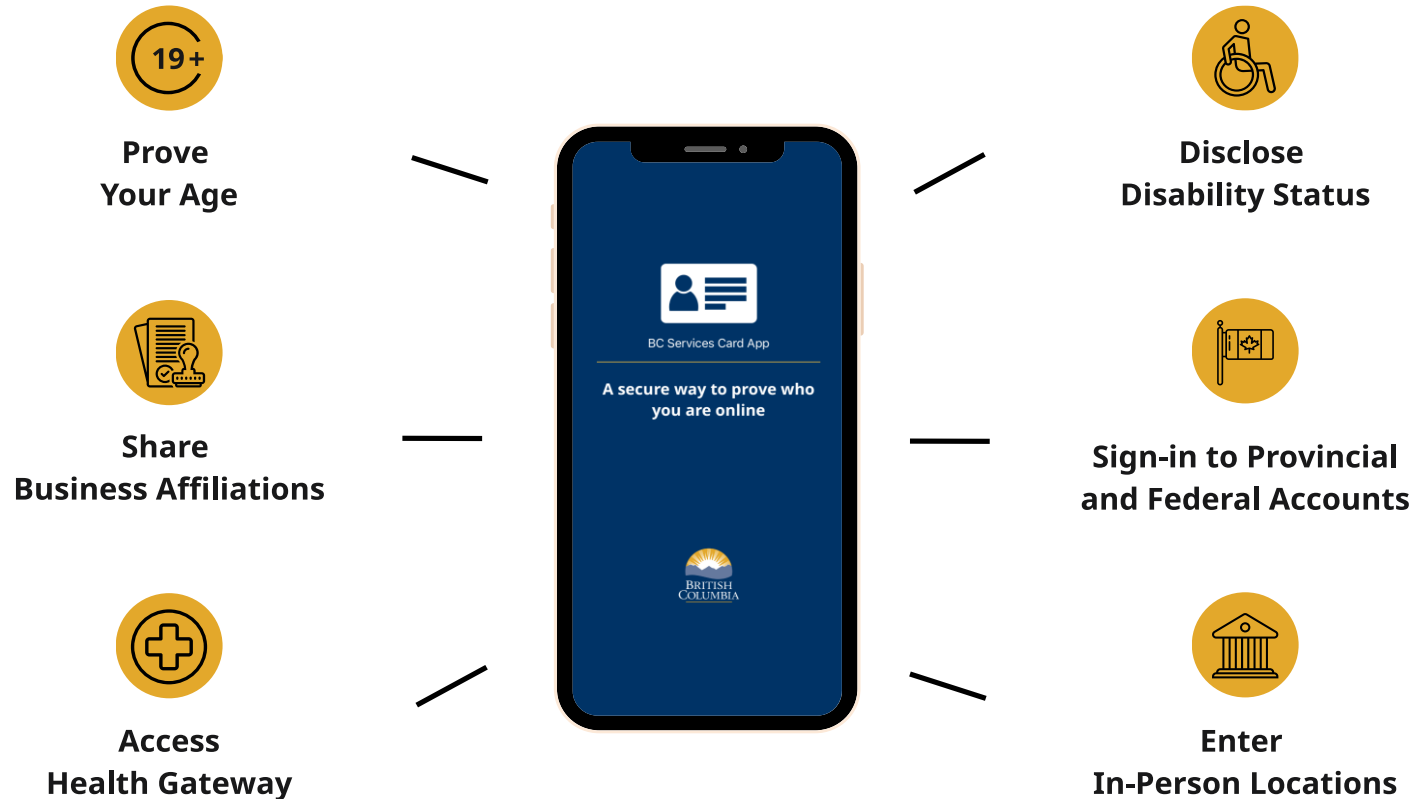 19+
Prove
Your Age
Share
Business Affiliations
Access
Health Gateway
BC Services Card App
A secure way to prove who
you are online
BRITISH
COLUMBIA
Disclose
Disability Status
Sign-in to Provincial
and Federal Accounts
Enter
In-Person Locations